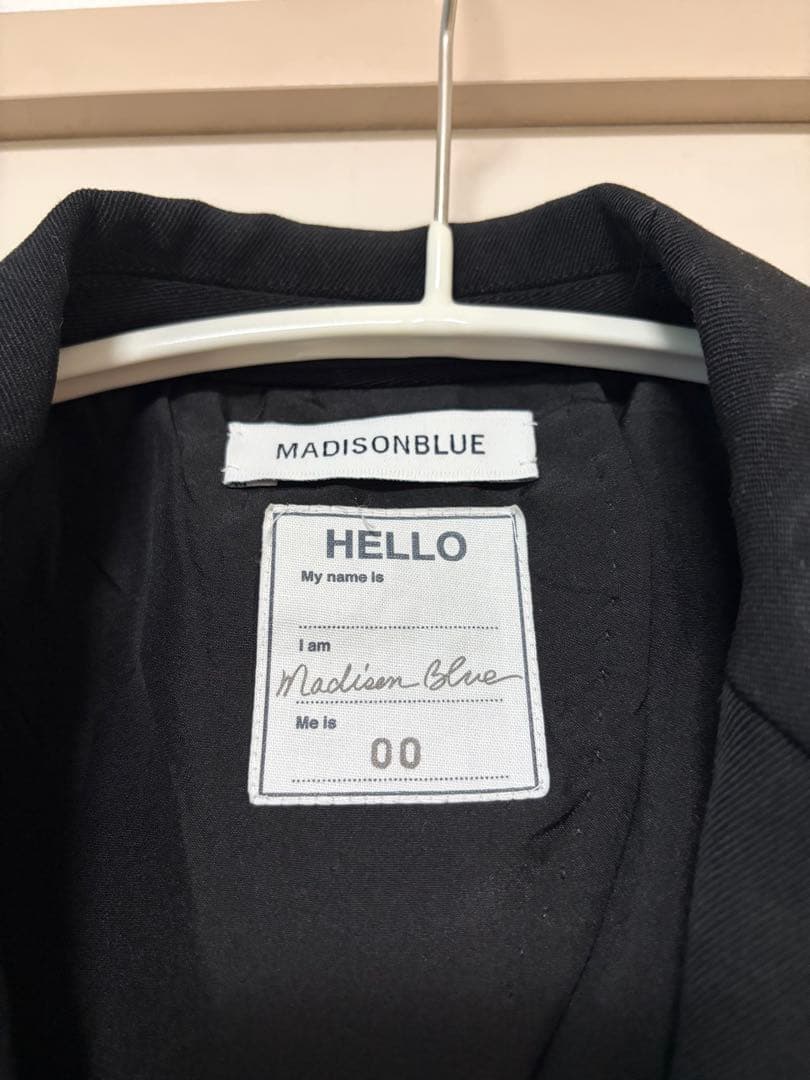 MADISONBLUE
HELLO
My name is
I am
Madison Blue
Me is
00